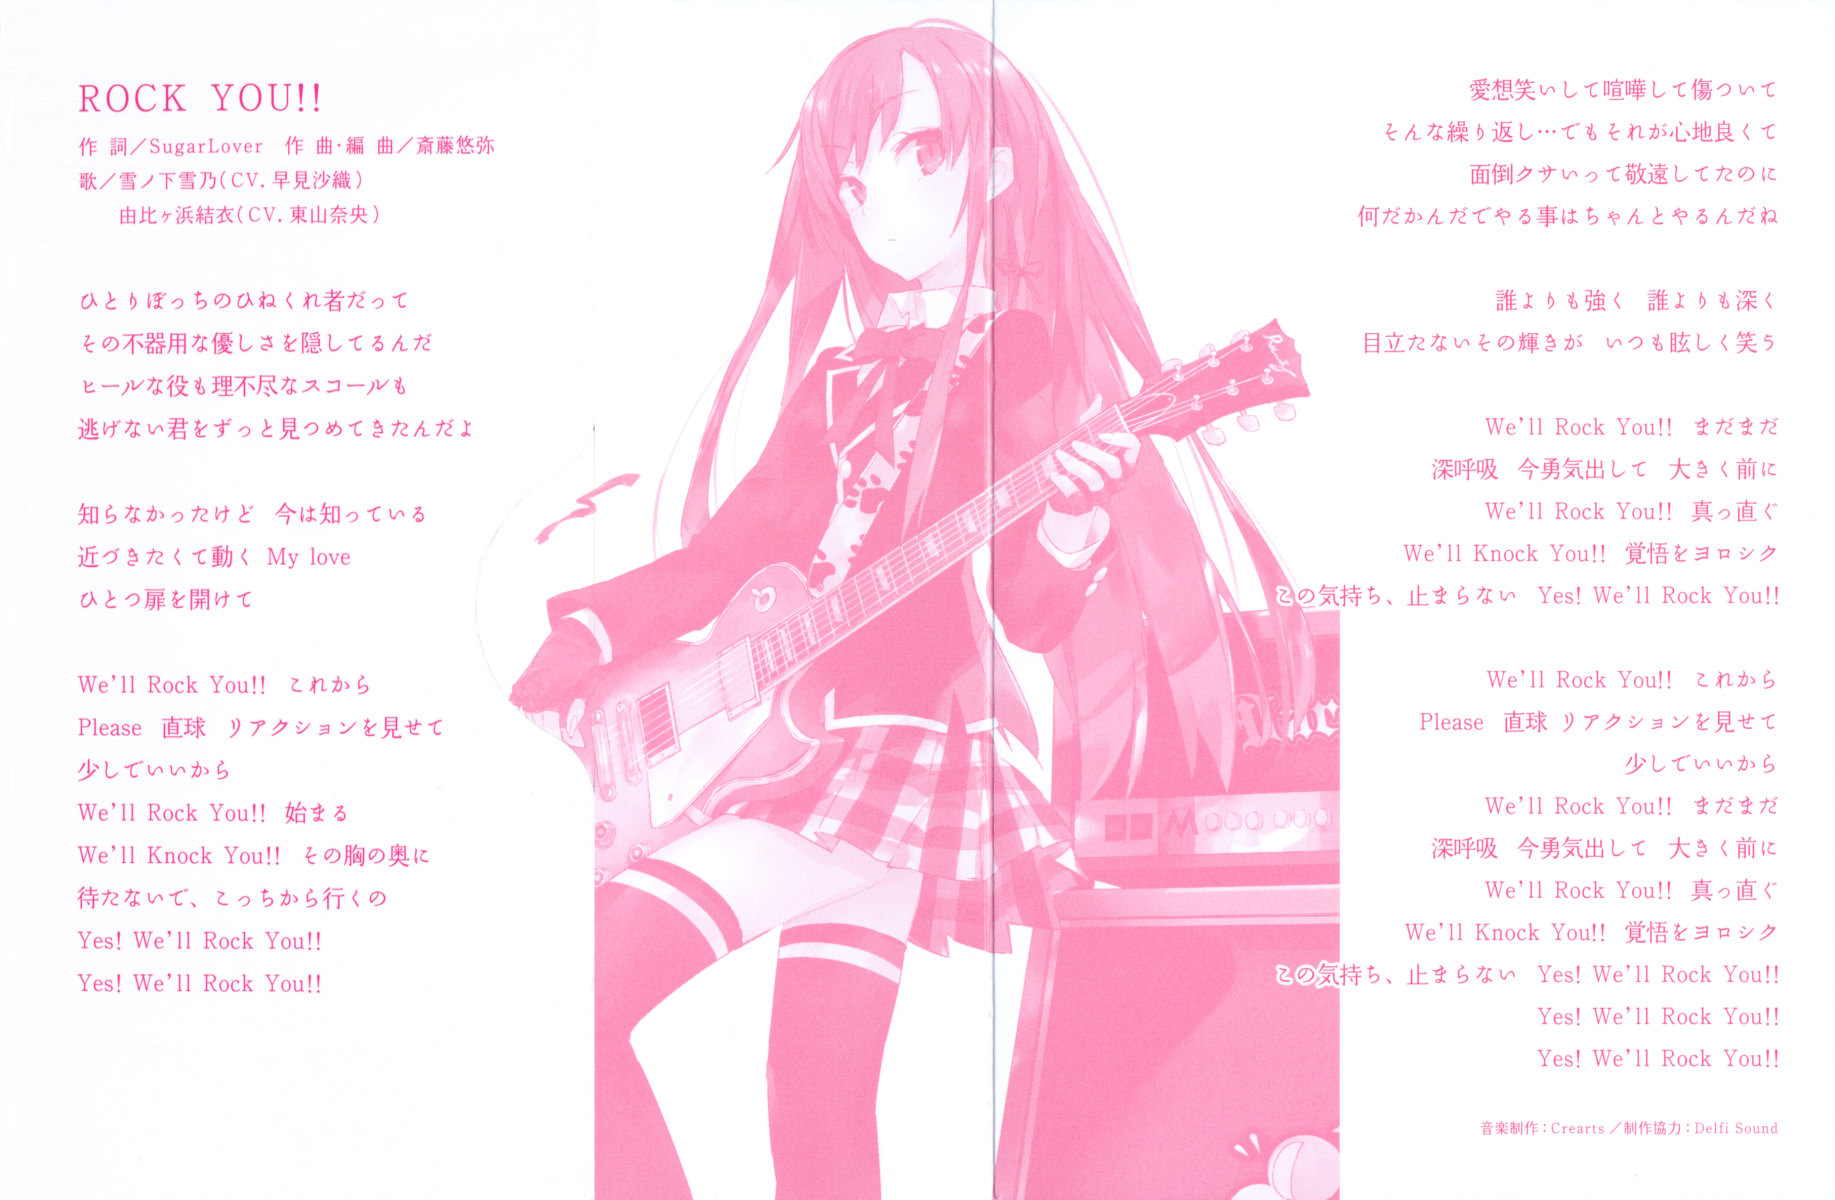 ROCK YOU!!
作 詞／SugarLover　作 曲・編 曲／斎藤悠弥
歌／雪ノ下雪乃（CV. 早見沙織）
由比ヶ浜結衣（CV. 東山奈央）
ひとりぼっちのひねくれ者だって
その不器用な優しさを隠してるんだ
ヒールな役も理不尽なスコールも
逃げない君をずっと見つめてきたんだよ
知らなかったけど　今は知っている
近づきたくて動く My love
ひとつ扉を開けて
We'll Rock You!!　これから
Please　直球　リアクションを見せて
少しでいいから
We'll Rock You!!　始まる
We'll Knock You!!　その胸の奥に
待たないで、こっちから行くの
Yes! We'll Rock You!!
Yes! We'll Rock You!!
愛想笑いして喧嘩して傷ついて
そんな繰り返し…でもそれが心地良くて
面倒クサいって敬遠してたのに
何だかんだでやる事はちゃんとやるんだね
誰よりも強く　誰よりも深く
目立たないその輝きが　いつも眩しく笑う
We'll Rock You!!　まだまだ
深呼吸　今勇気出して　大きく前に
We'll Rock You!!　真っ直ぐ
We'll Knock You!!　覚悟をヨロシク
この気持ち、止まらない　Yes! We'll Rock You!!
We'll Rock You!!　これから
Please　直球 リアクションを見せて
少しでいいから
We'll Rock You!!　まだまだ
深呼吸　今勇気出して　大きく前に
We'll Rock You!!　真っ直ぐ
We'll Knock You!!　覚悟をヨロシク
この気持ち、止まらない　Yes! We'll Rock You!!
Yes! We'll Rock You!!
Yes! We'll Rock You!!
音楽制作：Crearts ／制作協力：Delfi Sound